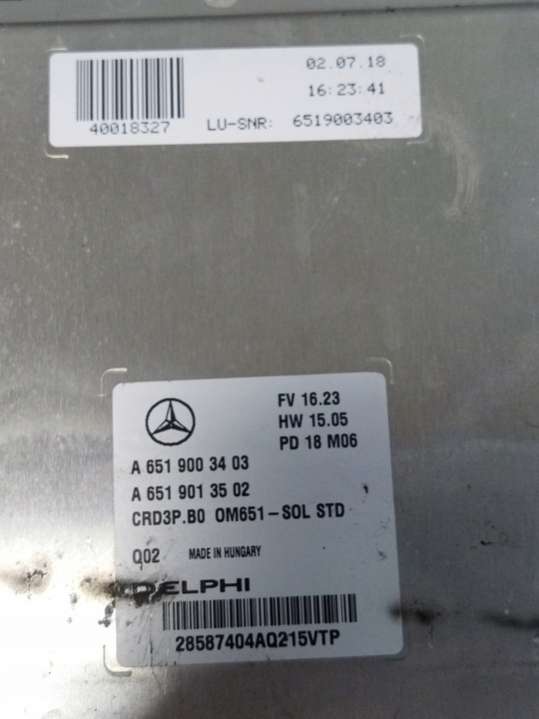 02.07.18
16:23:41
40018327 LU-SNR: 6519003403
FV 16.23
HW 15.05
PD 18 M06
A 651 900 34 03
A 651 901 35 02
CRD3P.B0 OM651-SOL STD
Q02 MADE IN HUNGARY
DELPHI
28587404AQ215VTP